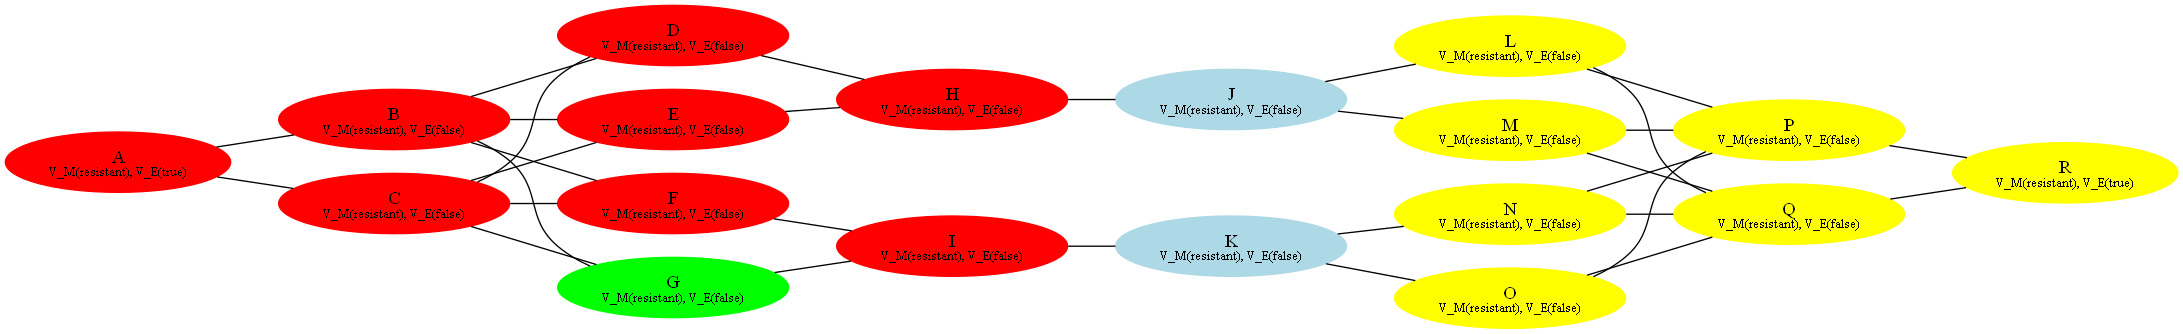 A
V_M(resistant), V_E(true)
B
V_M(resistant), V_E(false)
C
V_M(resistant), V_E(false)
D
V_M(resistant), V_E(false)
E
V_M(resistant), V_E(false)
F
V_M(resistant), V_E(false)
G
V_M(resistant), V_E(false)
H
V_M(resistant), V_E(false)
I
V_M(resistant), V_E(false)
J
V_M(resistant), V_E(false)
K
V_M(resistant), V_E(false)
L
V_M(resistant), V_E(false)
M
V_M(resistant), V_E(false)
N
V_M(resistant), V_E(false)
O
V_M(resistant), V_E(false)
P
V_M(resistant), V_E(false)
Q
V_M(resistant), V_E(false)
R
V_M(resistant), V_E(true)